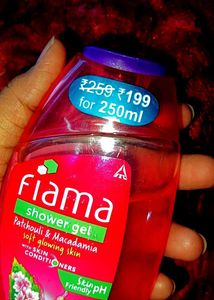 ₹259 ₹199
for 250ml
Fiama
shower gel
Patchouli & Macadamia
soft glowing skin
WITH SKIN
CONDITIONERS
Skin pH
Friendly